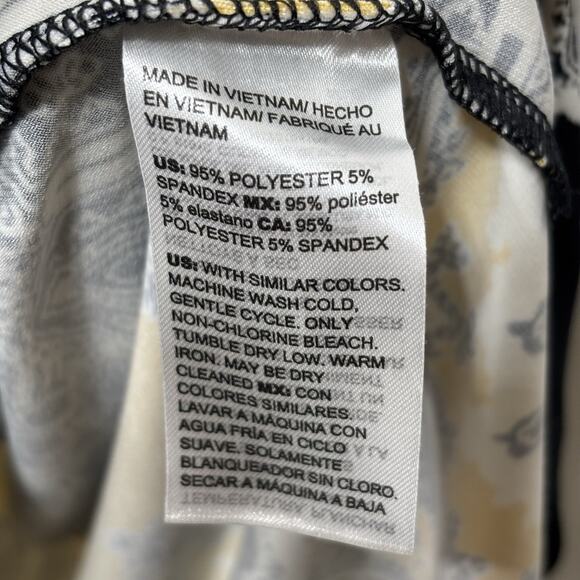 MADE IN VIETNAM/ HECHO
EN VIETNAM/ FABRIQUÉ AU
VIETNAM
US: 95% POLYESTER 5%
SPANDEX MX: 95% poliéster
5% elastano CA: 95%
POLYESTER 5% SPANDEX
US: WITH SIMILAR COLORS.
MACHINE WASH COLD,
GENTLE CYCLE. ONLY
NON-CHLORINE BLEACH.
TUMBLE DRY LOW. WARM
IRON. MAY BE DRY
CLEANED MX: CON
COLORES SIMILARES.
LAVAR A MÁQUINA CON
AGUA FRÍA EN CICLO
SUAVE. SOLAMENTE
BLANQUEADOR SIN CLORO.
SECAR A MÁQUINA A BAJA